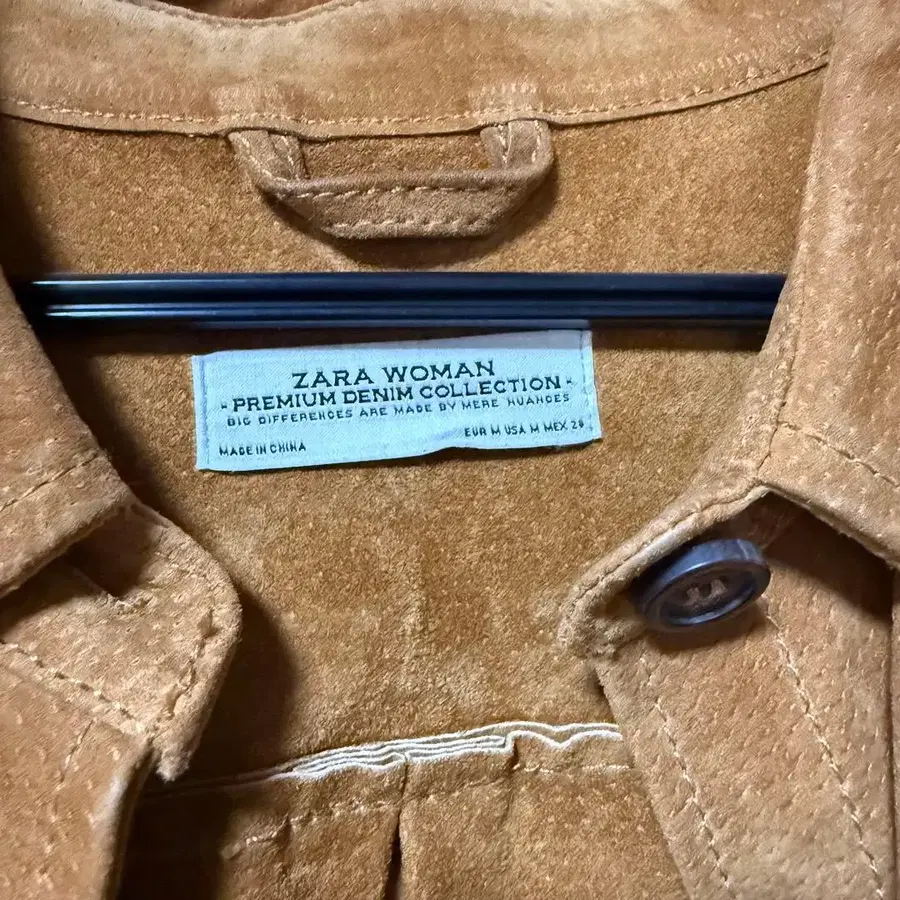 ZARA WOMAN
- PREMIUM DENIM COLLECTION -
BIG DIFFERENCES ARE MADE BY MERE NUANCES
EUR M USA M MEX 28
MADE IN CHINA